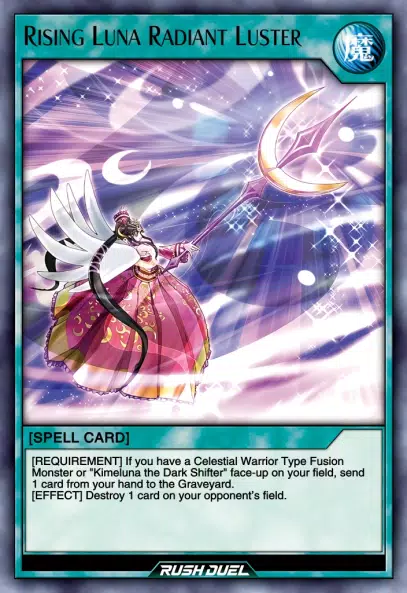 RISING LUNA RADIANT LUSTER
魔
[SPELL CARD]
[REQUIREMENT] If you have a Celestial Warrior Type Fusion
Monster or "Kimeluna the Dark Shifter" face-up on your field, send
1 card from your hand to the Graveyard.
[EFFECT] Destroy 1 card on your opponent's field.
RUSH DUEL